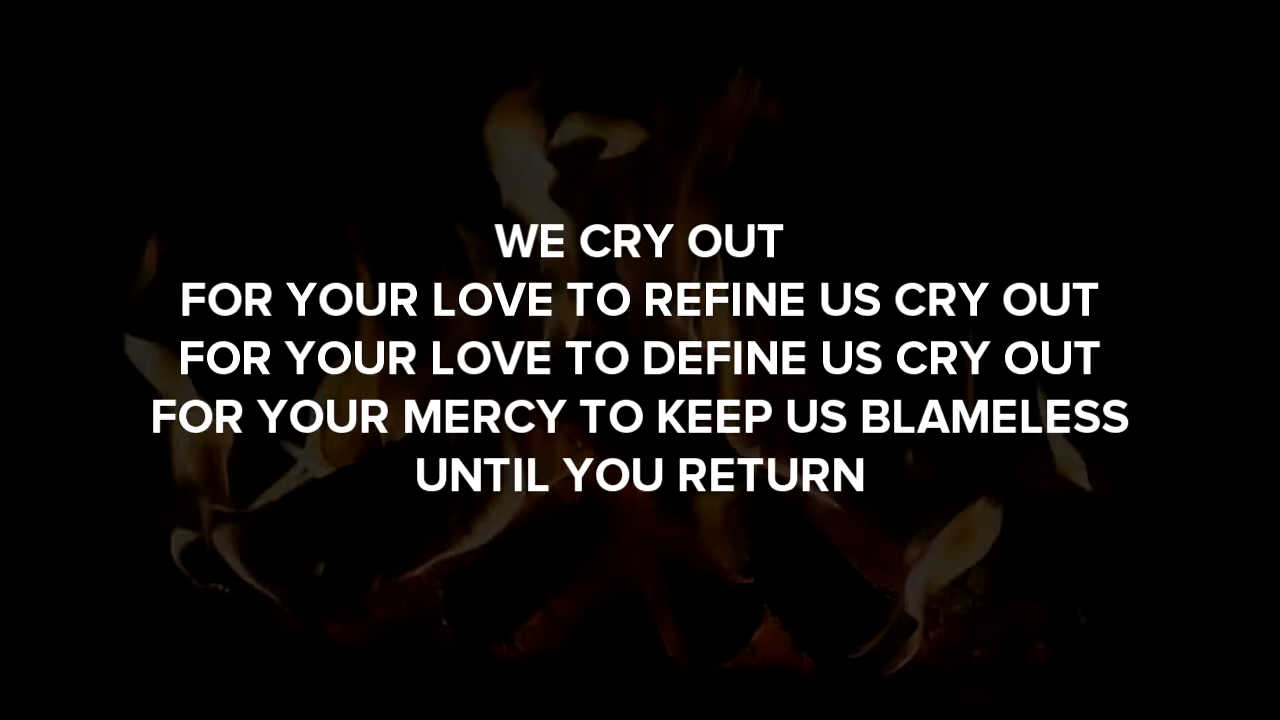 WE CRY OUT
FOR YOUR LOVE TO REFINE US CRY OUT
FOR YOUR LOVE TO DEFINE US CRY OUT
FOR YOUR MERCY TO KEEP US BLAMELESS
UNTIL YOU RETURN